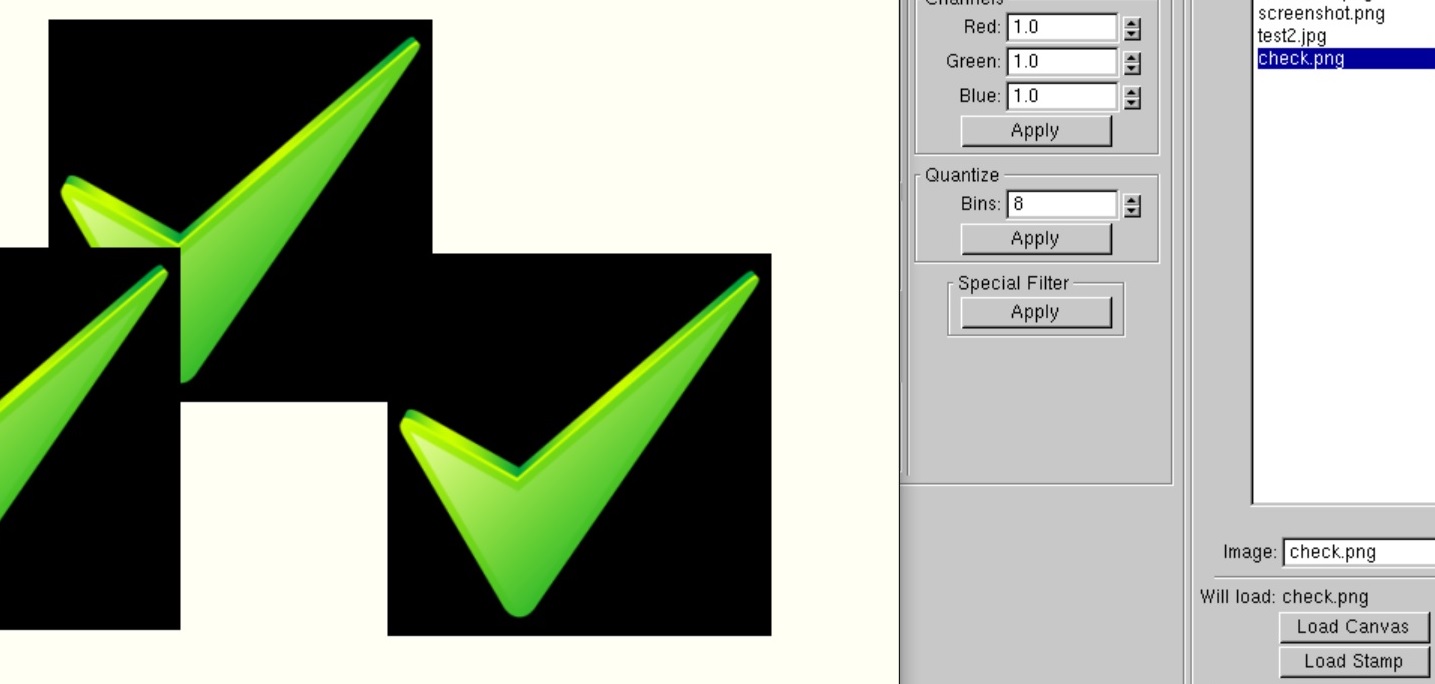 Channels
Red: 1.0
Green: 1.0
Blue: 1.0
Apply
Quantize
Bins: 8
Apply
Special Filter
Apply
screenshot.png
test2.jpg
check.png
Image: check.png
Will load: check.png
Load Canvas
Load Stamp